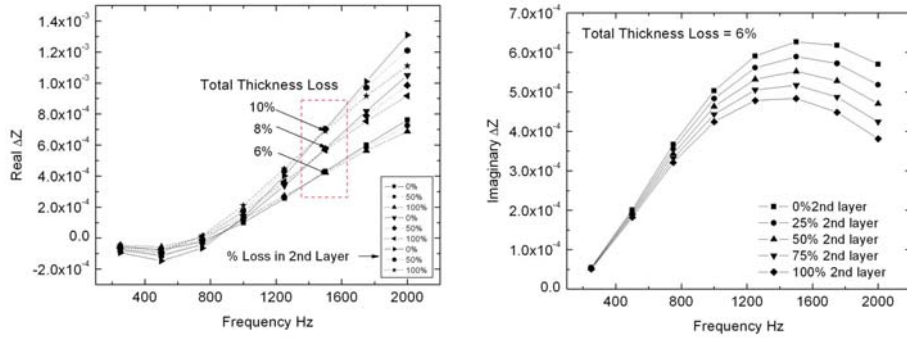 1.4x10⁻³
1.2x10⁻³
1.0x10⁻³
8.0x10⁻⁴
6.0x10⁻⁴
4.0x10⁻⁴
2.0x10⁻⁴
0.0
-2.0x10⁻⁴
Real ΔZ
400 800 1200 1600 2000
Frequency Hz
Total Thickness Loss
10%
8%
6%
% Loss in 2nd Layer
0%
50%
100%
0%
50%
100%
0%
50%
100%
7.0x10⁻⁴
6.0x10⁻⁴
5.0x10⁻⁴
4.0x10⁻⁴
3.0x10⁻⁴
2.0x10⁻⁴
1.0x10⁻⁴
0.0
Imaginary ΔZ
400 800 1200 1600 2000
Frequency Hz
Total Thickness Loss = 6%
0%2nd layer
25% 2nd layer
50% 2nd layer
75% 2nd layer
100% 2nd layer